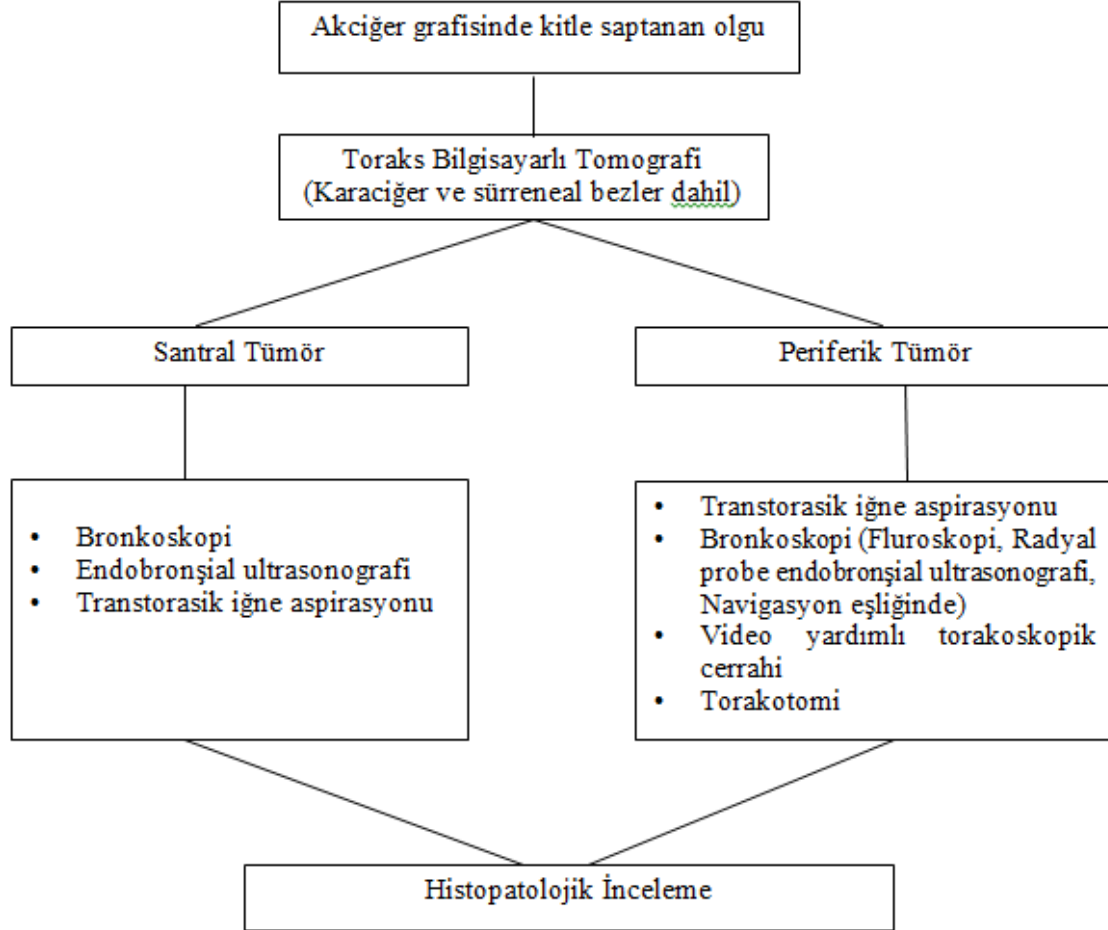 Akciğer grafisinde kitle saptanan olgu
Toraks Bilgisayarlı Tomografi
(Karaciğer ve sürreneal bezler dahil)
Santral Tümör
Periferik Tümör
• Bronkoskopi
• Endobronşial ultrasonografi
• Transtorasik iğne aspirasyonu
• Transtorasik iğne aspirasyonu
• Bronkoskopi (Fluroskopi, Radyal
probe endobronşial ultrasonografi,
Navigasyon eşliğinde)
• Video yardımlı torakoskopik
cerrahi
• Torakotomi
Histopatolojik İnceleme